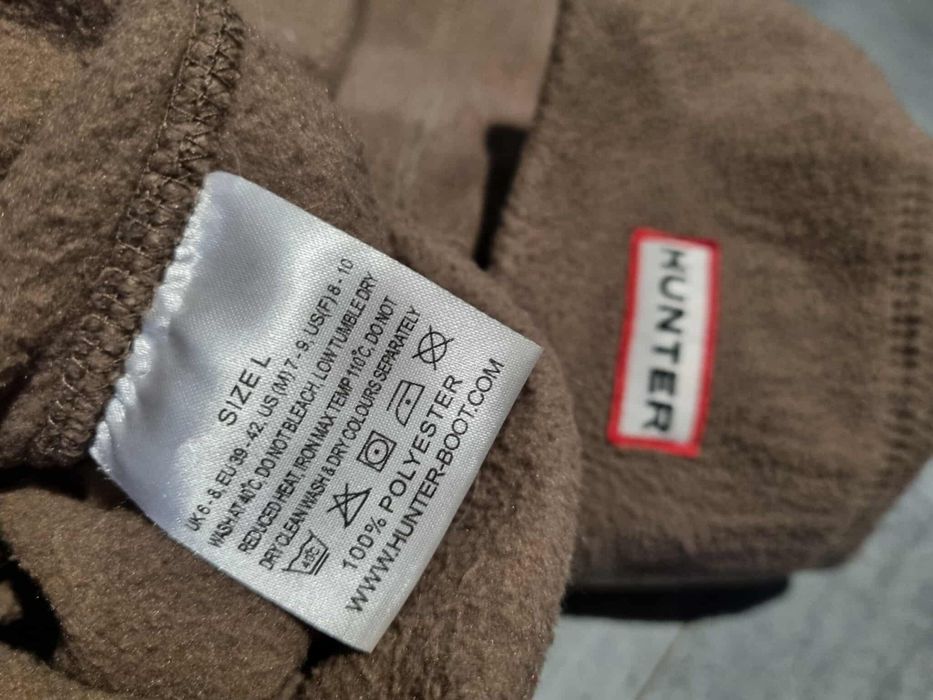 SIZE L
UK 6 - 8. EU 39 - 42. US (M) 7 - 9. US(F) 8 - 10
WASH AT 40°C. DO NOT BLEACH. LOW TUMBLE DRY
REDUCED HEAT. IRON MAX TEMP 110°C. DO NOT
DRY CLEAN WASH & DRY COLOURS SEPARATELY
40°C
100% POLYESTER
WWW.HUNTER-BOOT.COM
HUNTER